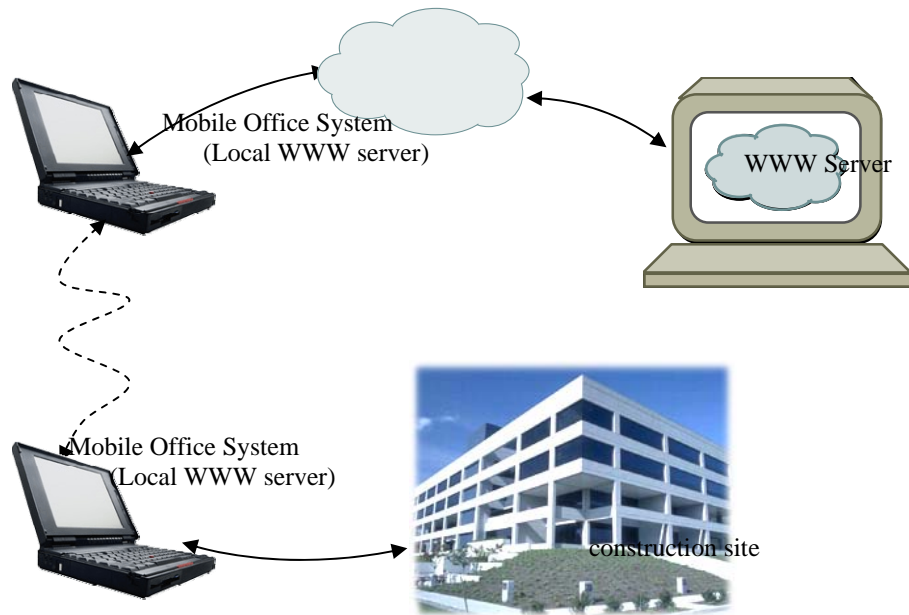 Mobile Office System
(Local WWW server)
WWW Server
Mobile Office System
(Local WWW server)
construction site